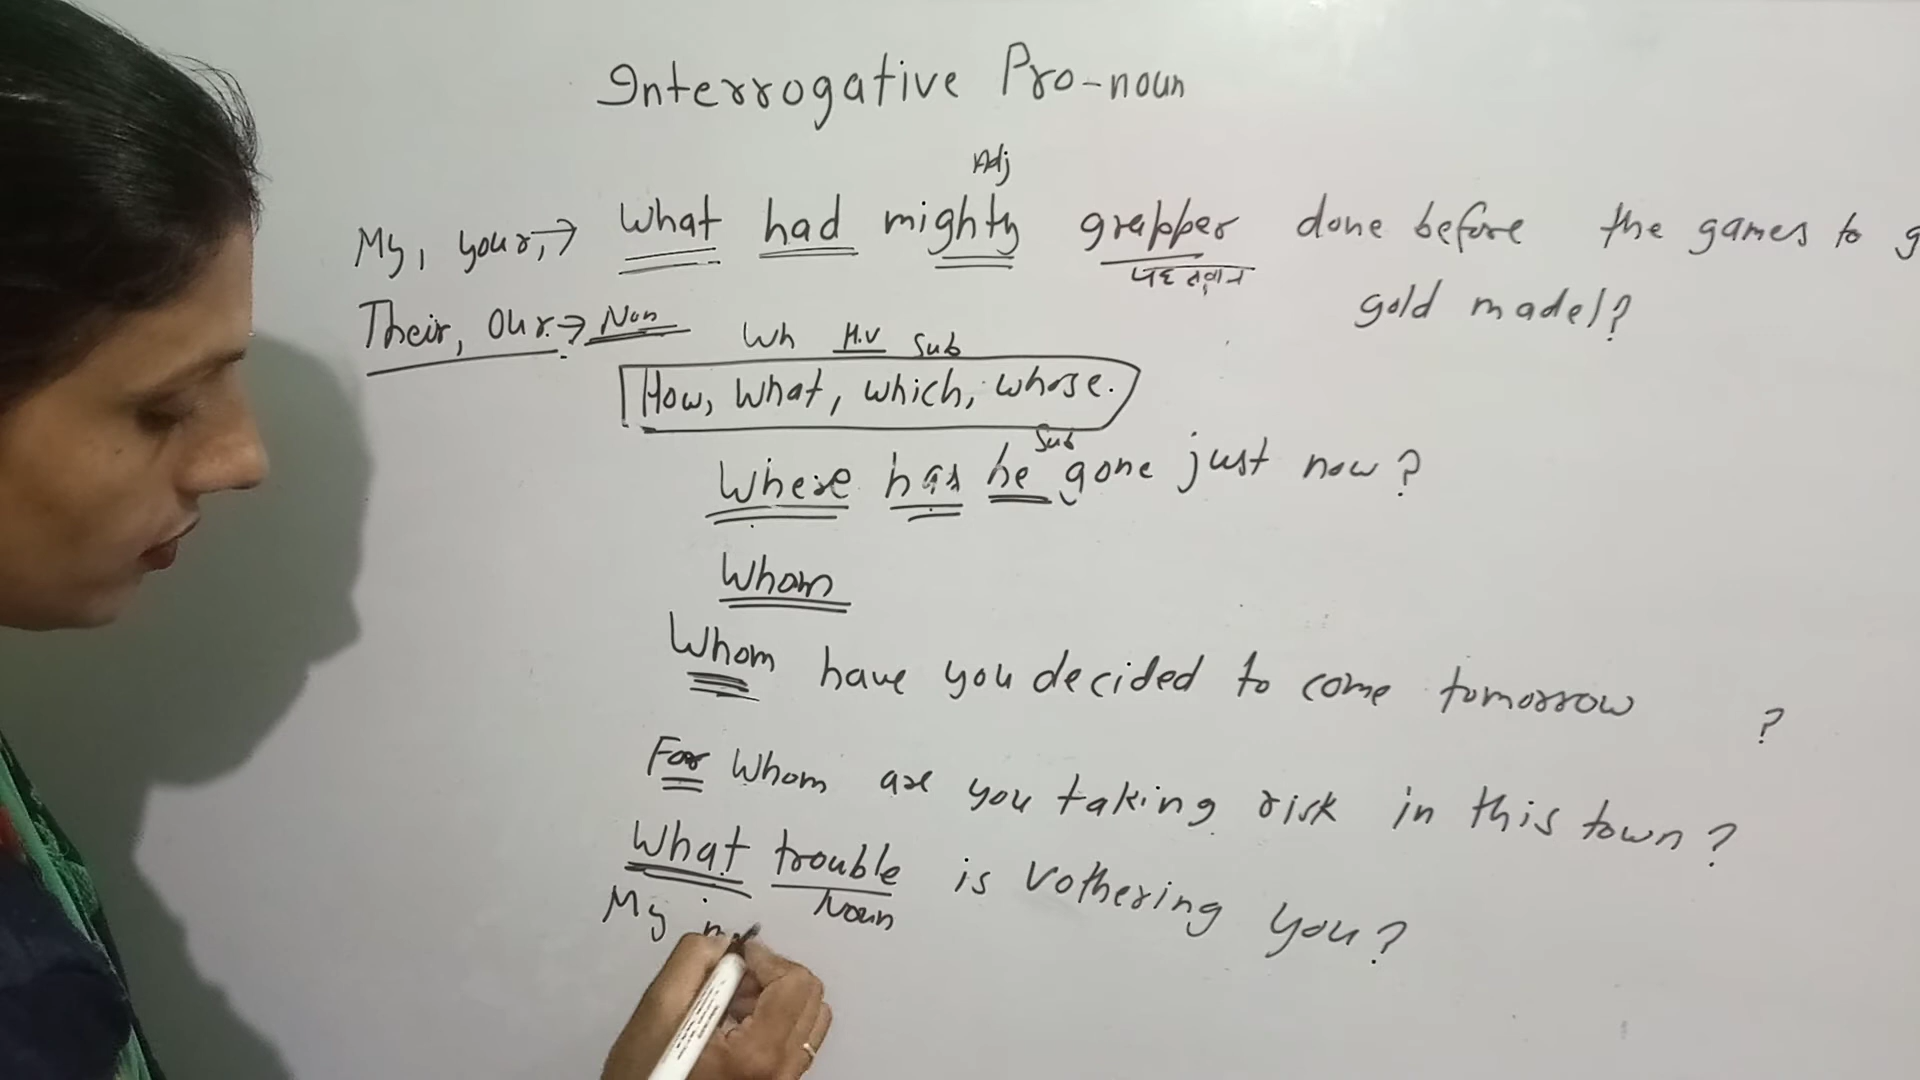 Interrogative Pro-noun
Adj
My, your, → What had mighty grapper done before the games to g
पहलवान
gold madel?
Their, Our. → Nou
Wh H.V Sub
How, What, which, whose.
Sub
Where has he gone just now?
Whom
Whom have you decided to come tomorrow ?
For Whom are you taking risk in this town?
What trouble is Vothering you?
Noun
My